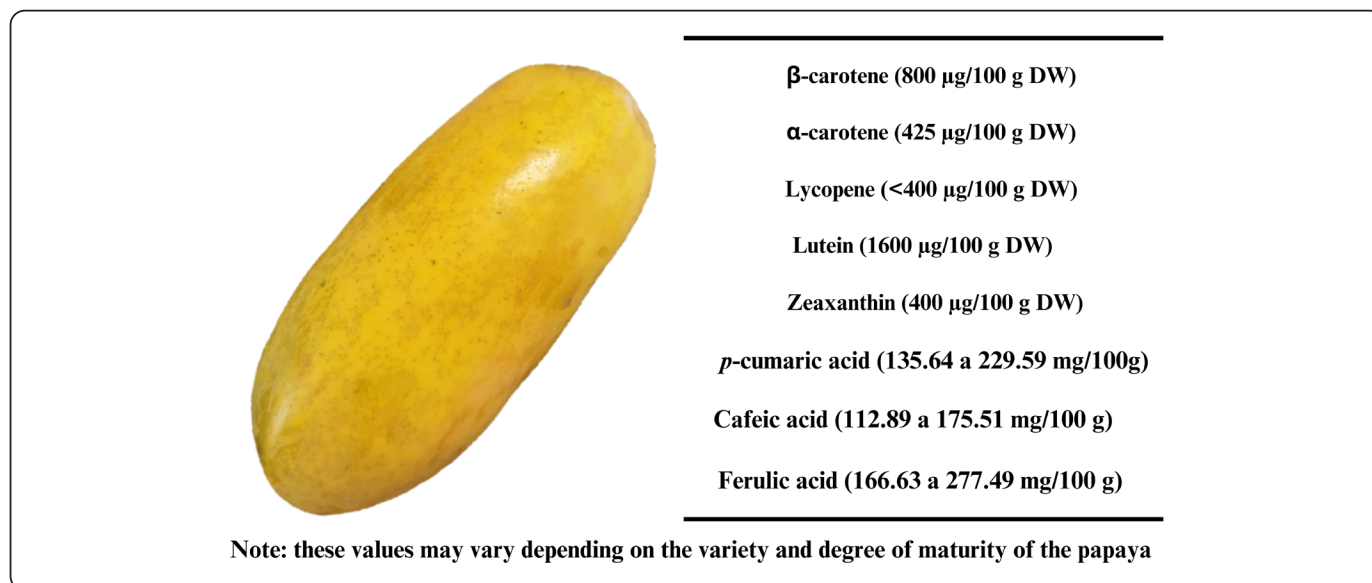 β-carotene (800 µg/100 g DW)
α-carotene (425 µg/100 g DW)
Lycopene (<400 µg/100 g DW)
Lutein (1600 µg/100 g DW)
Zeaxanthin (400 µg/100 g DW)
p-cumaric acid (135.64 a 229.59 mg/100g)
Cafeic acid (112.89 a 175.51 mg/100 g)
Ferulic acid (166.63 a 277.49 mg/100 g)
Note: these values may vary depending on the variety and degree of maturity of the papaya